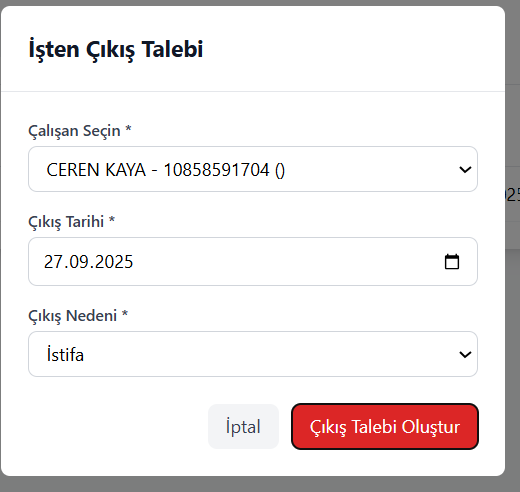 İşten Çıkış Talebi
Çalışan Seçin *
CEREN KAYA - 10858591704 ()
Çıkış Tarihi *
27.09.2025
Çıkış Nedeni *
İstifa
İptal
Çıkış Talebi Oluştur